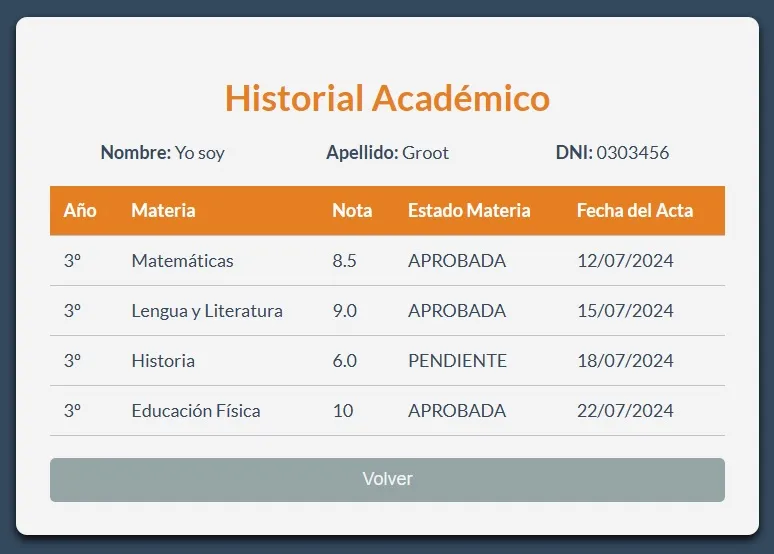 Historial Académico
Nombre: Yo soy Apellido: Groot DNI: 0303456
Año Materia Nota Estado Materia Fecha del Acta
3º Matemáticas 8.5 APROBADA 12/07/2024
3º Lengua y Literatura 9.0 APROBADA 15/07/2024
3º Historia 6.0 PENDIENTE 18/07/2024
3º Educación Física 10 APROBADA 22/07/2024
Volver